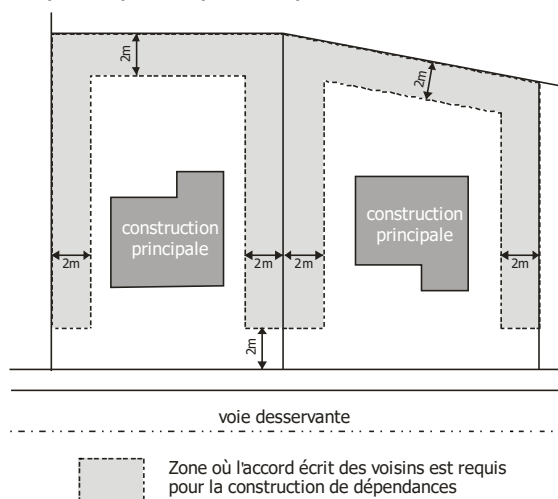 2m
2m
construction
principale
construction
principale
2m
2m
2m
2m
2m
voie desservante
Zone où l'accord écrit des voisins est requis
pour la construction de dépendances